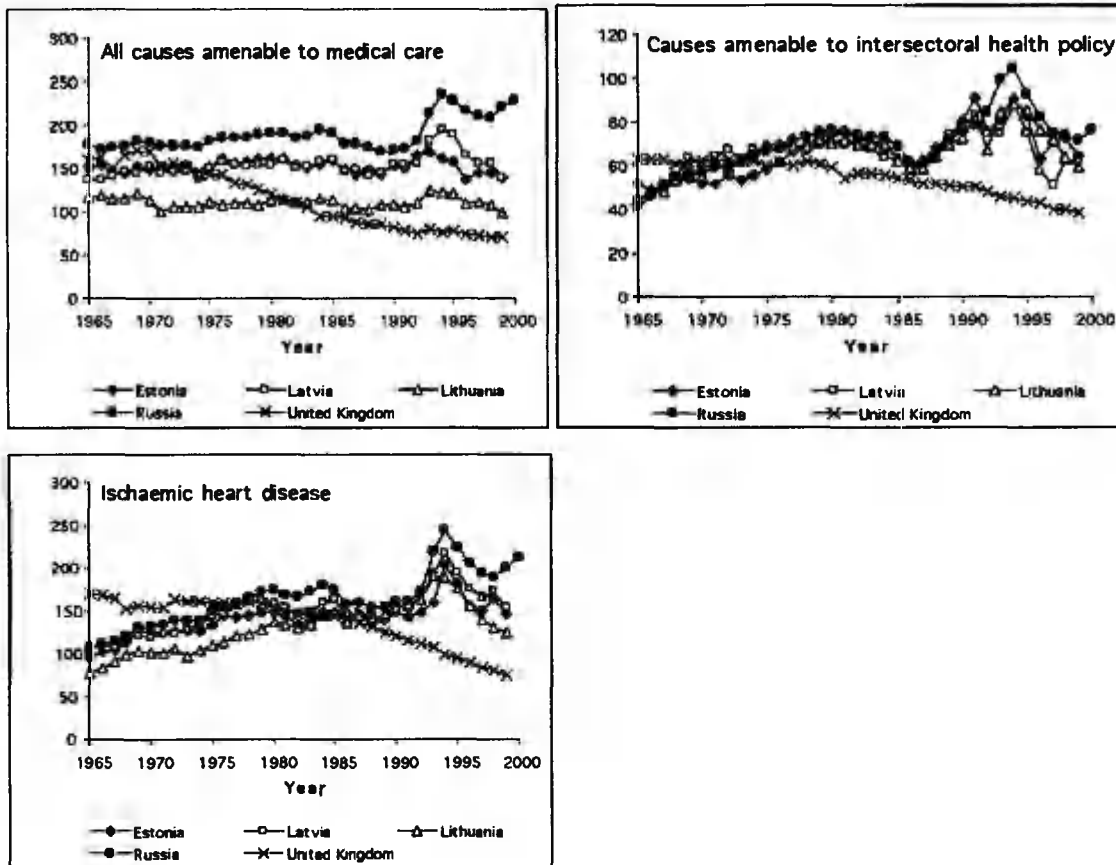 All causes amenable to medical care
300
250
200
150
100
50
0
1965 1970 1975 1980 1985 1990 1995 2000
Year
Estonia Latvia Lithuania
Russia United Kingdom
Causes amenable to intersectoral health policy
120
100
80
60
40
20
0
1965 1970 1975 1980 1985 1990 1995 2000
Year
Estonia Latvia Lithuania
Russia United Kingdom
Ischaemic heart disease
300
250
200
150
100
50
0
1965 1970 1975 1980 1985 1990 1995 2000
Year
Estonia Latvia Lithuania
Russia United Kingdom